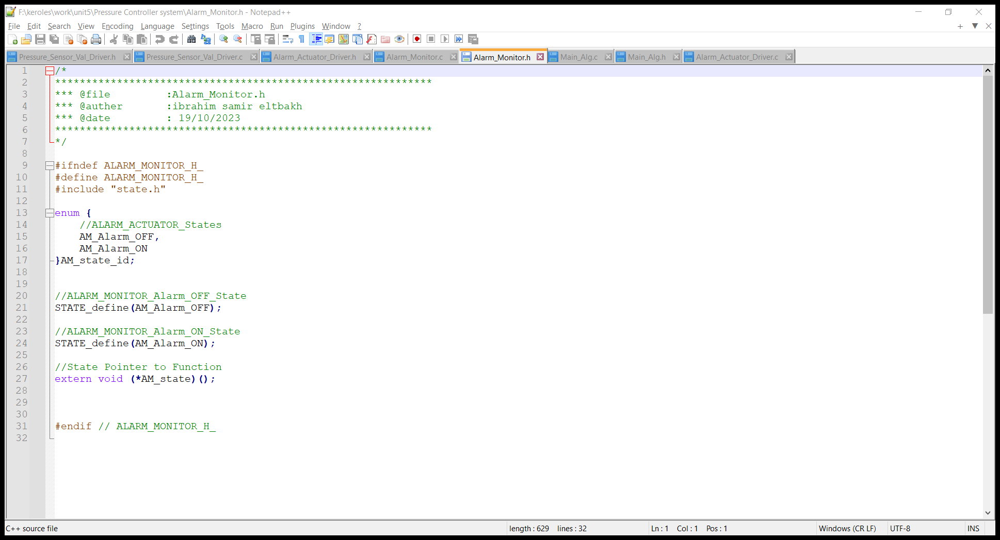 F:\keroles\work\unit5\Pressure Controller system\Alarm_Monitor.h - Notepad++
File Edit Search View Encoding Language Settings Tools Macro Run Plugins Window ?
Pressure_Sensor_Val_Driver.h Pressure_Sensor_Val_Driver.c Alarm_Actuator_Driver.h Alarm_Monitor.c Alarm_Monitor.h Main_Alg.c Main_Alg.h Alarm_Actuator_Driver.c
1 /*
2 *************************************************************
3 *** @file         :Alarm_Monitor.h
4 *** @auther       :ibrahim samir eltbakh
5 *** @date         : 19/10/2023
6 *************************************************************
7 */
8
9 #ifndef ALARM_MONITOR_H_
10 #define ALARM_MONITOR_H_
11 #include "state.h"
12
13 enum {
14     //ALARM_ACTUATOR_States
15     AM_Alarm_OFF,
16     AM_Alarm_ON
17 }AM_state_id;
18
19
20 //ALARM_MONITOR_Alarm_OFF_State
21 STATE_define(AM_Alarm_OFF);
22
23 //ALARM_MONITOR_Alarm_ON_State
24 STATE_define(AM_Alarm_ON);
25
26 //State Pointer to Function
27 extern void (*AM_state)();
28
29
30
31 #endif // ALARM_MONITOR_H_
32
C++ source file length : 629 lines : 32 Ln : 1 Col : 1 Pos : 1 Windows (CR LF) UTF-8 INS